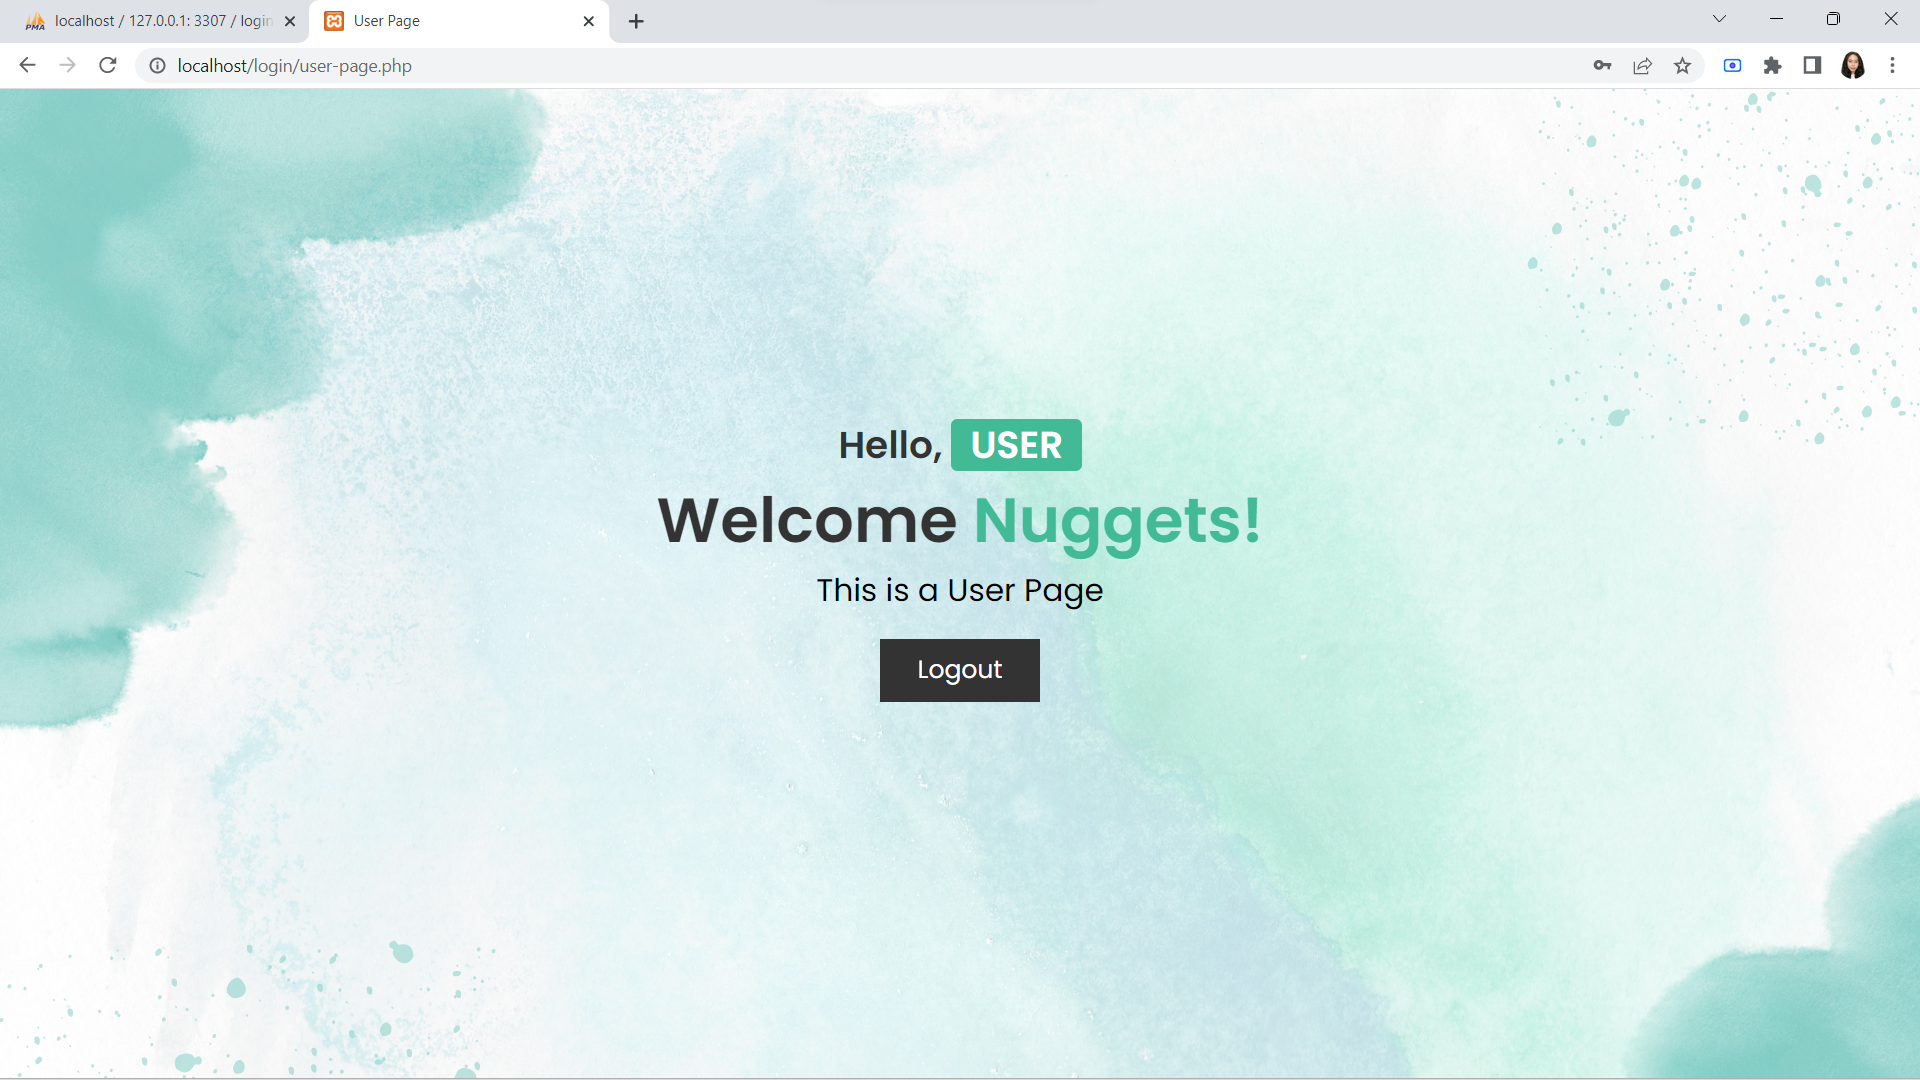 localhost / 127.0.0.1: 3307 / login
User Page
localhost/login/user-page.php
Hello, USER
Welcome Nuggets!
This is a User Page
Logout